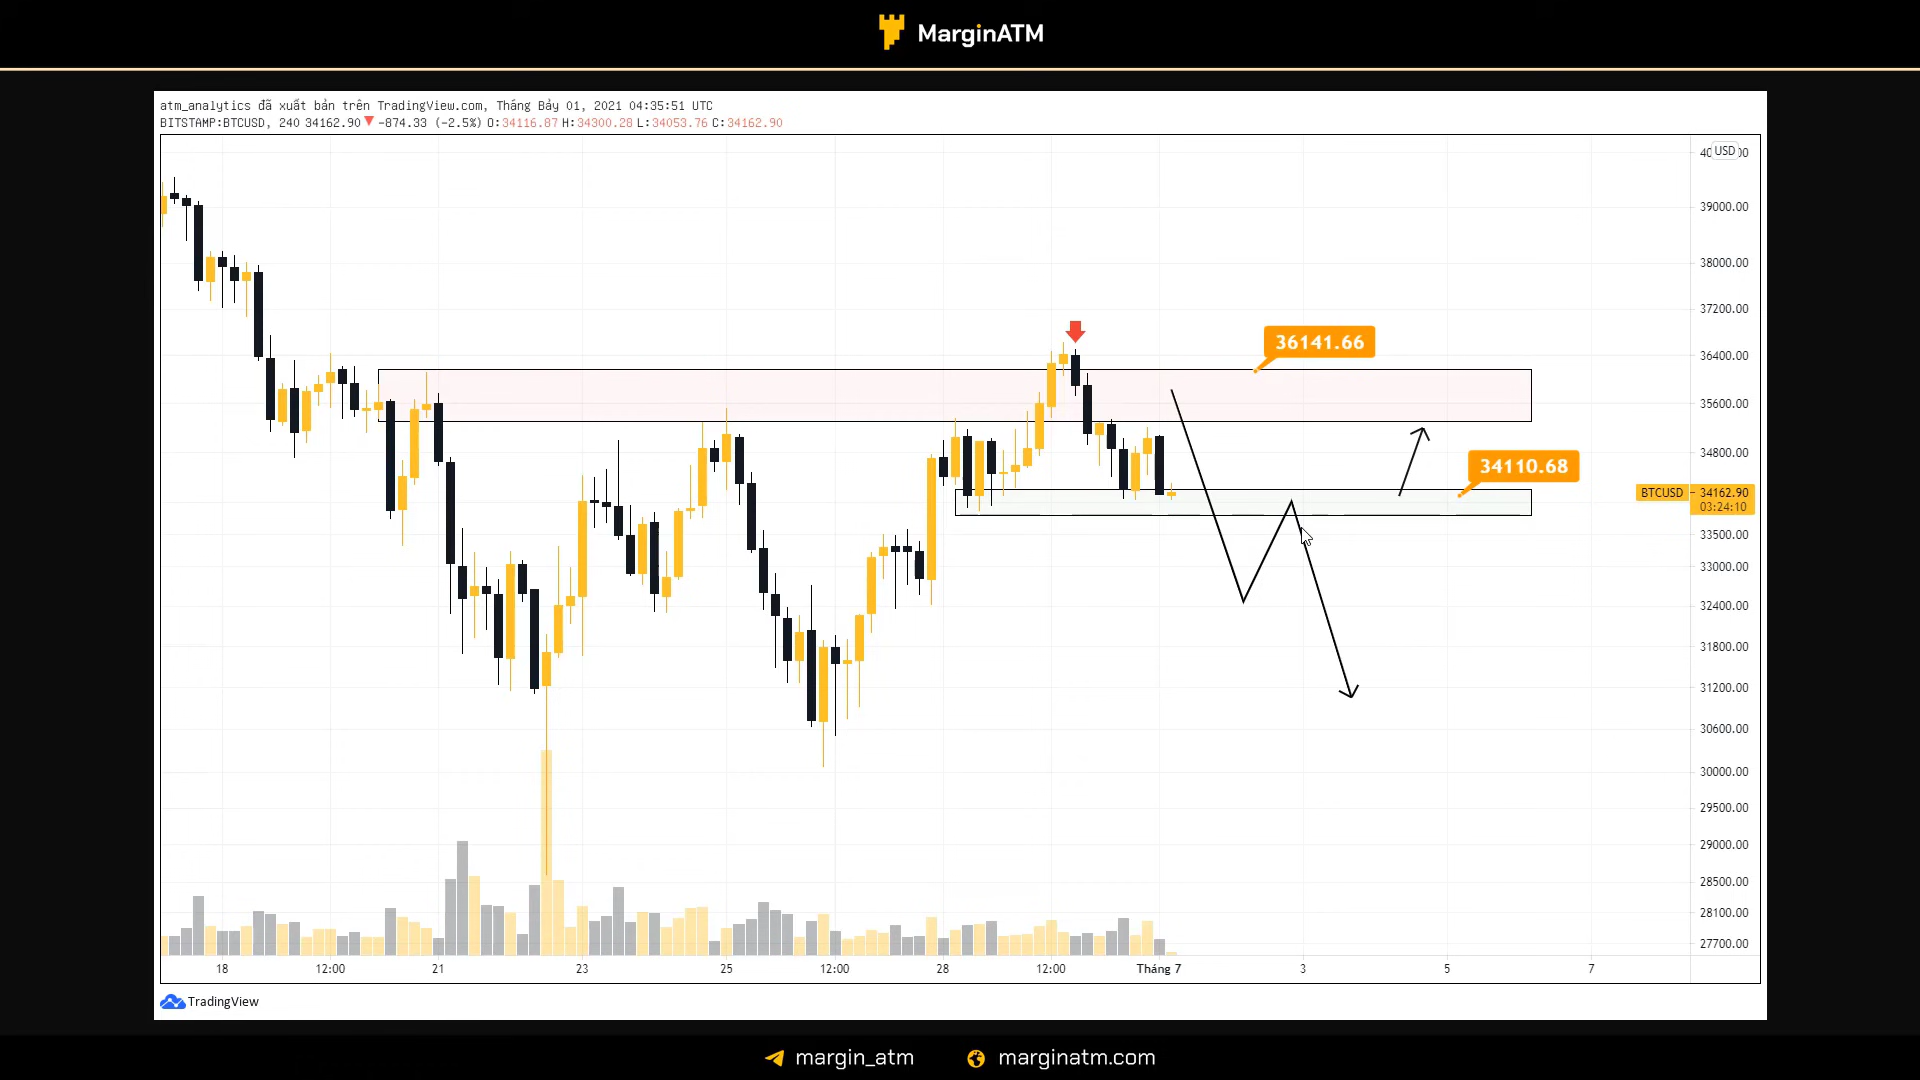 MarginATM
atm_analytics đã xuất bản trên TradingView.com, Tháng Bảy 01, 2021 04:35:51 UTC
BITSTAMP:BTCUSD, 240 34162.90 ▼ -874.33 (-2.5%) O:34116.87 H:34300.28 L:34053.76 C:34162.90
USD
39000.00
38000.00
37200.00
36141.66
36400.00
35600.00
34800.00
34110.68
BTCUSD 34162.90
03:24:10
33500.00
33000.00
32400.00
31800.00
31200.00
30600.00
30000.00
29500.00
29000.00
28500.00
28100.00
27700.00
18 12:00 21 23 25 12:00 28 12:00 Tháng 7 3 5 7
TradingView
margin_atm marginatm.com